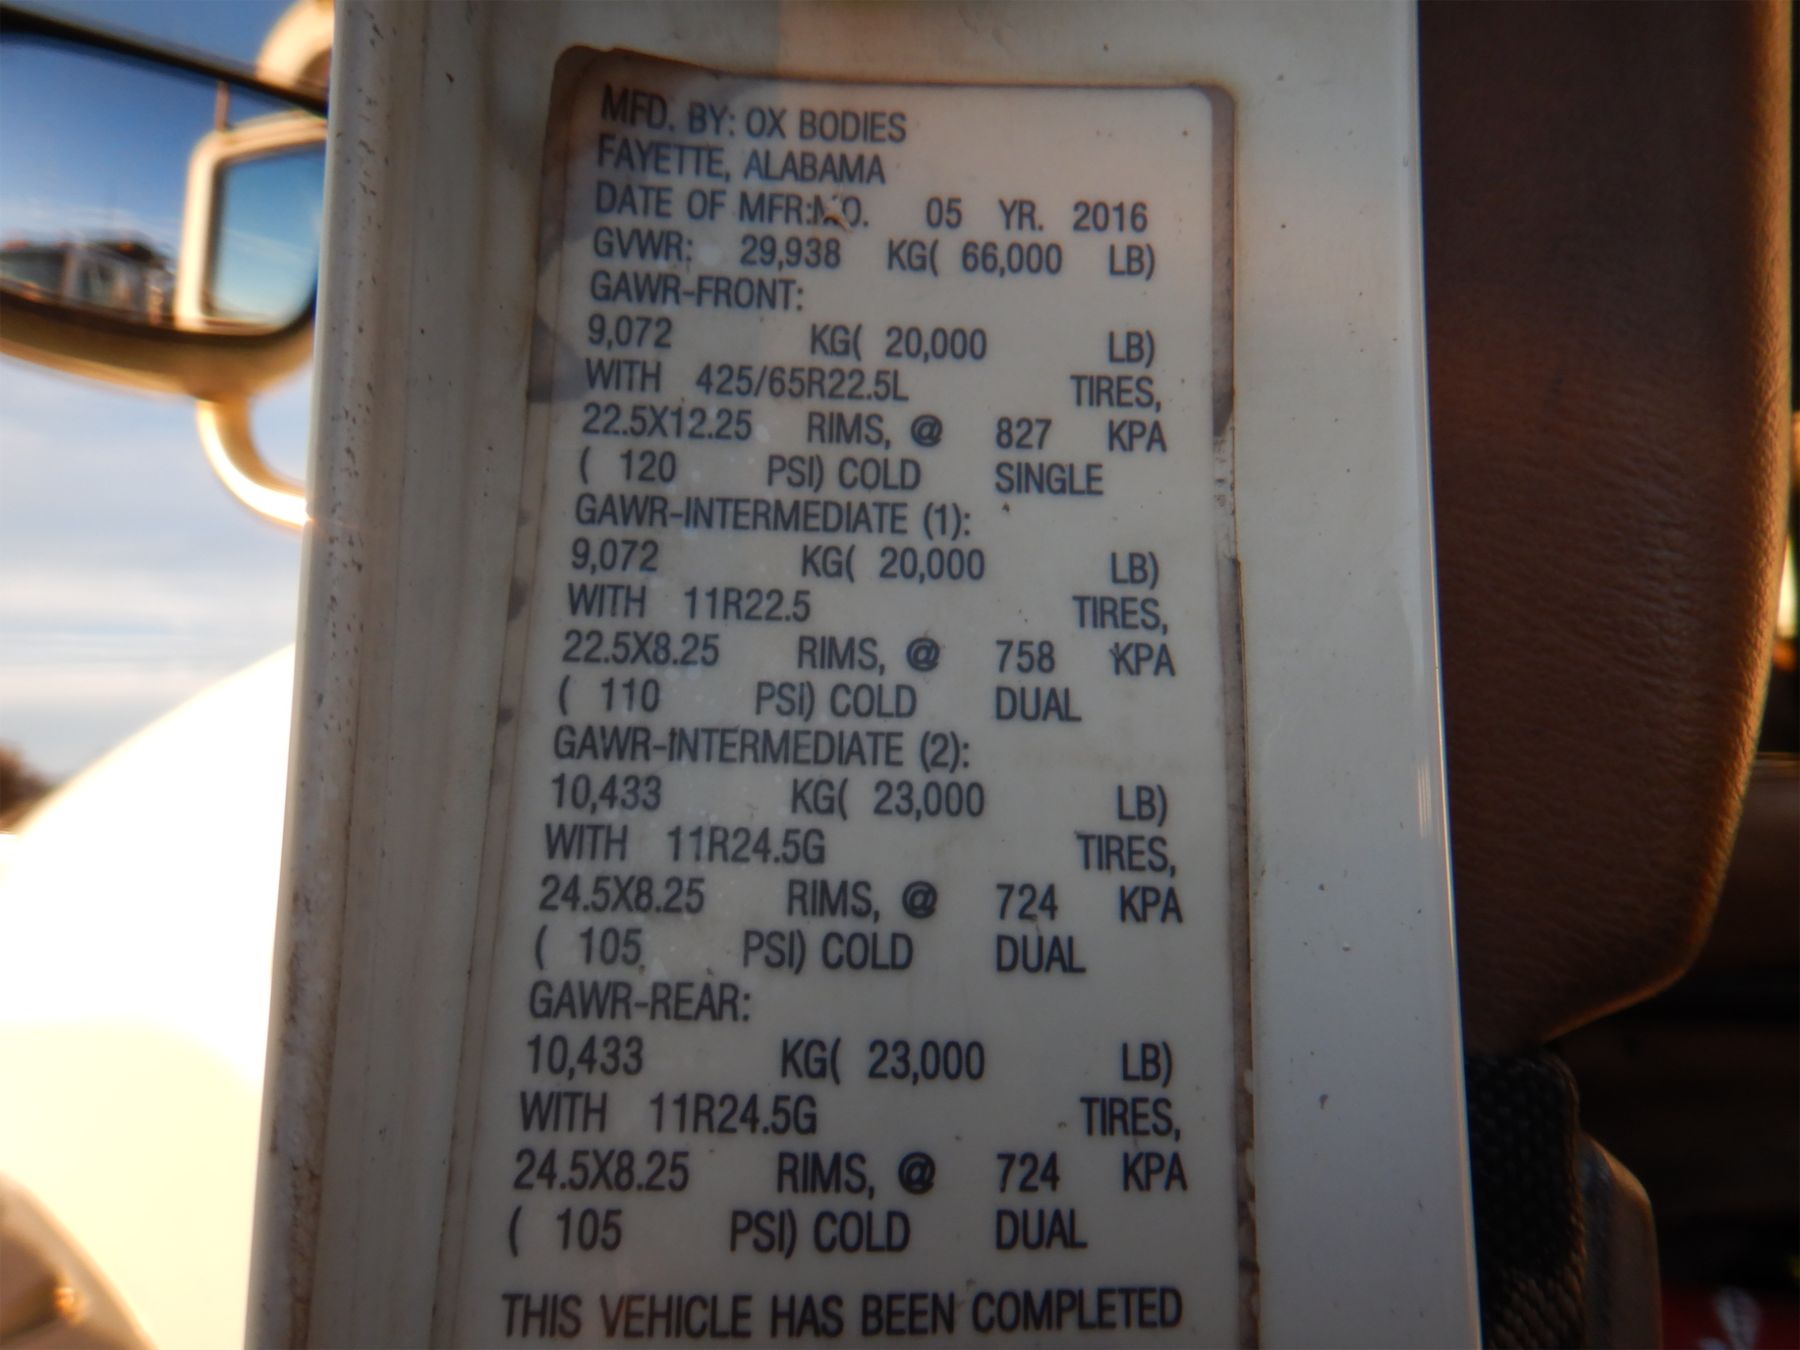 MFD. BY: OX BODIES
FAYETTE, ALABAMA
DATE OF MFR:MO. 05 YR. 2016
GVWR: 29,938 KG( 66,000 LB)
GAWR-FRONT:
9,072 KG( 20,000 LB)
WITH 425/65R22.5L TIRES,
22.5X12.25 RIMS, @ 827 KPA
( 120 PSI) COLD SINGLE
GAWR-INTERMEDIATE (1):
9,072 KG( 20,000 LB)
WITH 11R22.5 TIRES,
22.5X8.25 RIMS, @ 758 KPA
( 110 PSI) COLD DUAL
GAWR-INTERMEDIATE (2):
10,433 KG( 23,000 LB)
WITH 11R24.5G TIRES,
24.5X8.25 RIMS, @ 724 KPA
( 105 PSI) COLD DUAL
GAWR-REAR:
10,433 KG( 23,000 LB)
WITH 11R24.5G TIRES,
24.5X8.25 RIMS, @ 724 KPA
( 105 PSI) COLD DUAL
THIS VEHICLE HAS BEEN COMPLETED